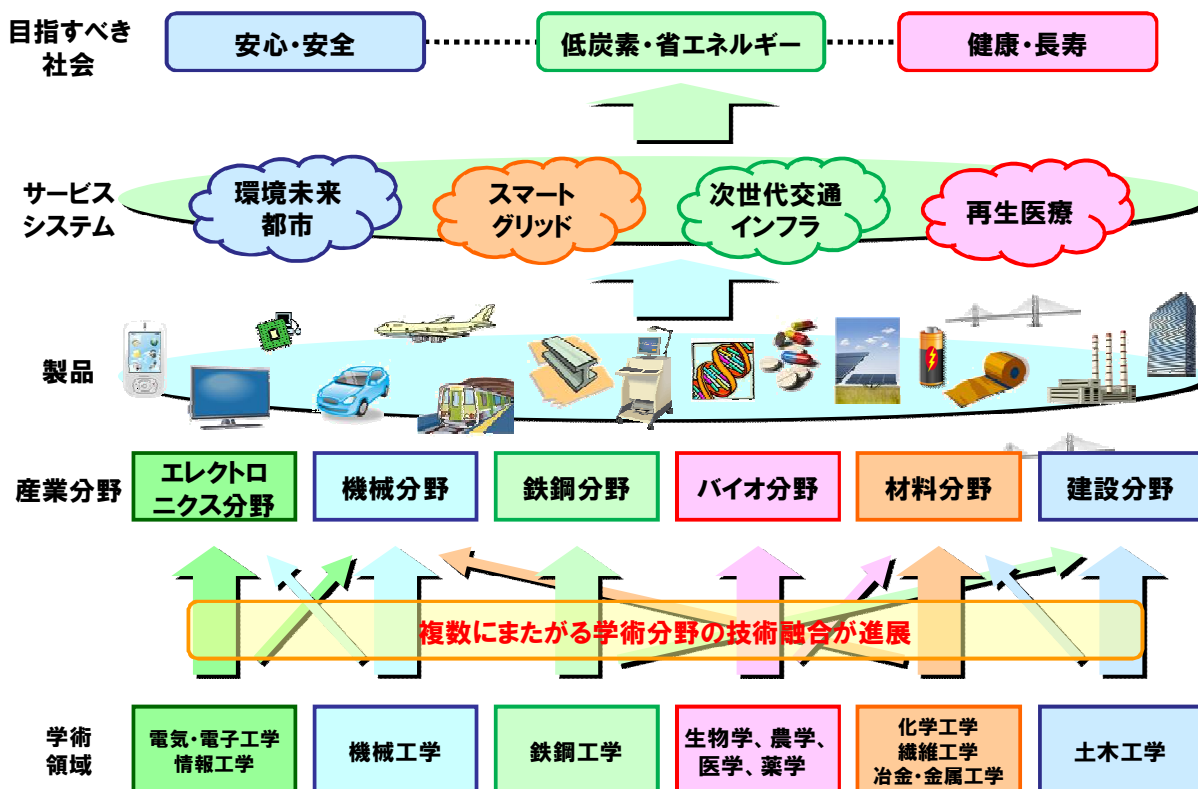 目指すべき
社会
安心・安全
低炭素・省エネルギー
健康・長寿
サービス
システム
環境未来
都市
スマート
グリッド
次世代交通
インフラ
再生医療
製品
産業分野
エレクトロ
ニクス分野
機械分野
鉄鋼分野
バイオ分野
材料分野
建設分野
複数にまたがる学術分野の技術融合が進展
学術
領域
電気・電子工学
情報工学
機械工学
鉄鋼工学
生物学、農学、
医学、薬学
化学工学
繊維工学
冶金・金属工学
土木工学